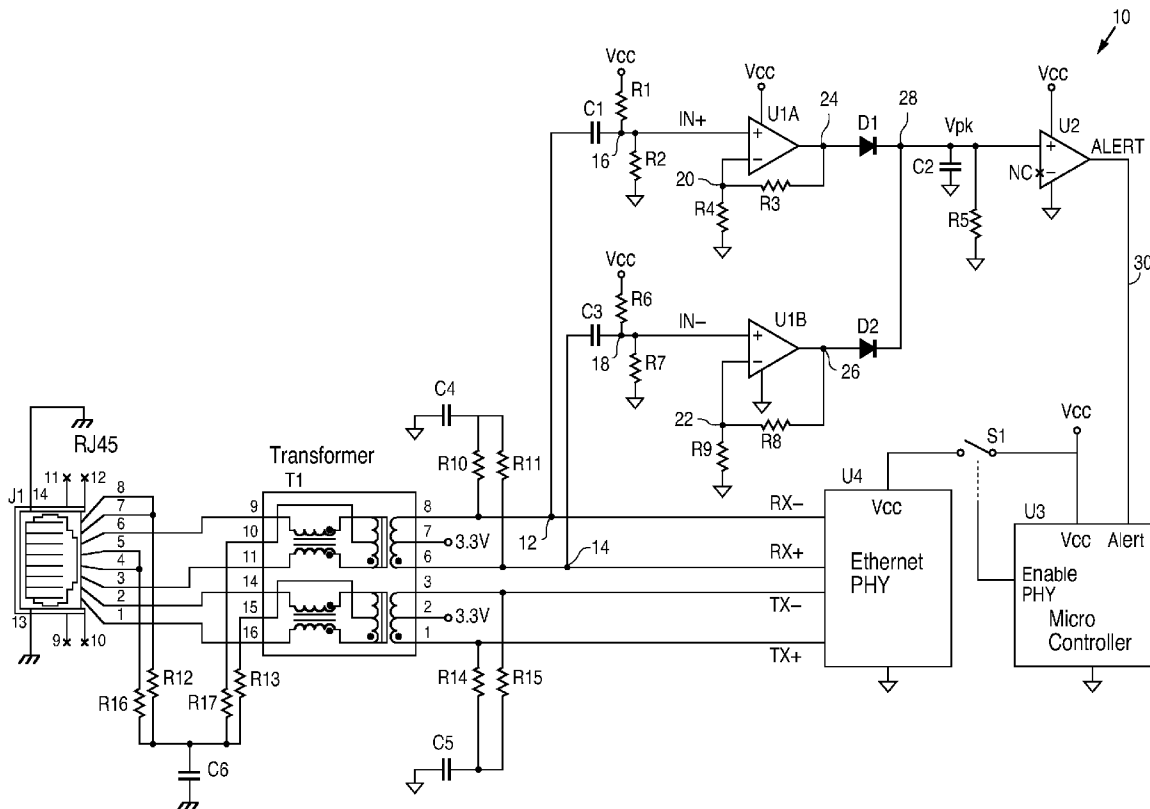 10
Vcc
Vcc
Vcc
C1
R1
IN+
U1A
24
D1
28
Vpk
U2
ALERT
16
R2
+
−
+
NC
−
C2
20
R3
R4
R5
30
Vcc
C3
R6
IN−
U1B
D2
18
R7
+
−
26
22
R8
R9
C4
Vcc
S1
RJ45
Transformer
T1
R10
R11
U4
Vcc
J1
14
11
12
8
7
6
5
4
3
2
1
13
9
10
9
10
11
14
15
16
8
7
6
3
2
1
3.3V
3.3V
12
14
RX−
RX+
TX−
TX+
Ethernet
PHY
U3
Vcc
Alert
Enable
PHY
Micro
Controller
R16
R12
R17
R13
R14
R15
C5
C6